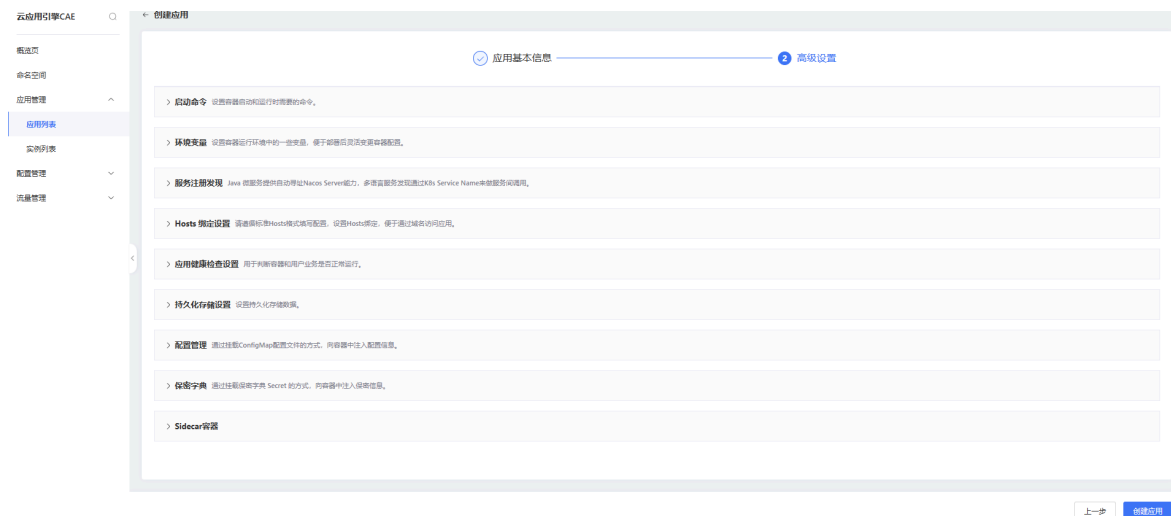 云应用引擎CAE
← 创建应用
概览页
命名空间
应用管理
应用列表
实例列表
配置管理
流量管理
应用基本信息
2 高级设置
启动命令 设置容器启动和运行时需要的命令。
环境变量 设置容器运行环境中的一些变量，便于部署后灵活变更容器配置。
服务注册发现 Java 微服务提供自动寻址Nacos Server能力，多语言服务发现通过K8s Service Name来做服务间调用。
Hosts 绑定设置 请遵循标准Hosts格式填写配置，设置Hosts绑定，便于通过域名访问应用。
应用健康检查设置 用于判断容器和用户业务是否正常运行。
持久化存储设置 设置持久化存储数据。
配置管理 通过挂载ConfigMap配置文件的方式，向容器中注入配置信息。
保密字典 通过挂载保密字典 Secret 的方式，向容器中注入保密信息。
Sidecar容器
上一步
创建应用